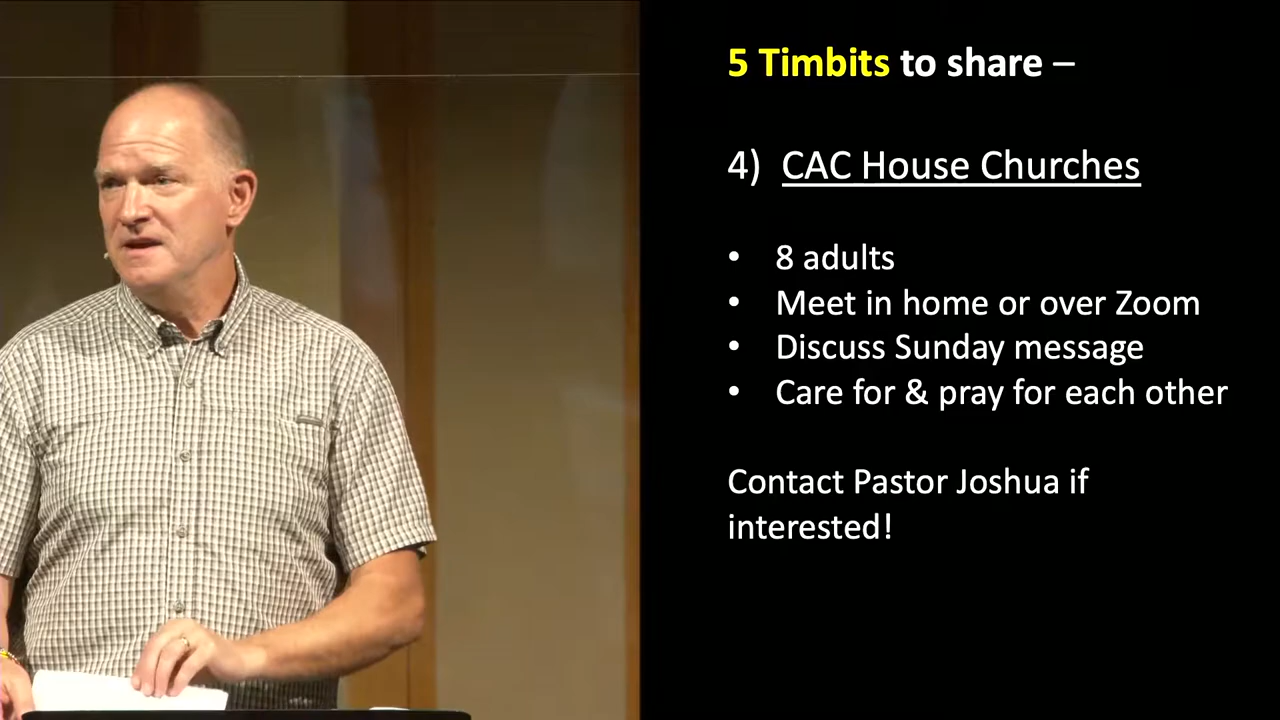 5 Timbits to share –
4) CAC House Churches
• 8 adults
• Meet in home or over Zoom
• Discuss Sunday message
• Care for & pray for each other
Contact Pastor Joshua if
interested!